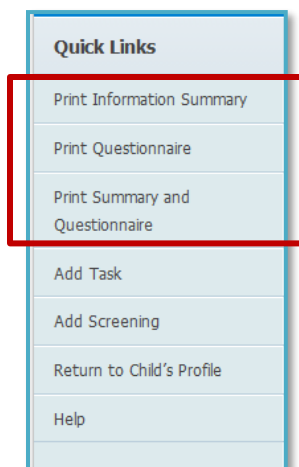 Quick Links
Print Information Summary
Print Questionnaire
Print Summary and
Questionnaire
Add Task
Add Screening
Return to Child's Profile
Help